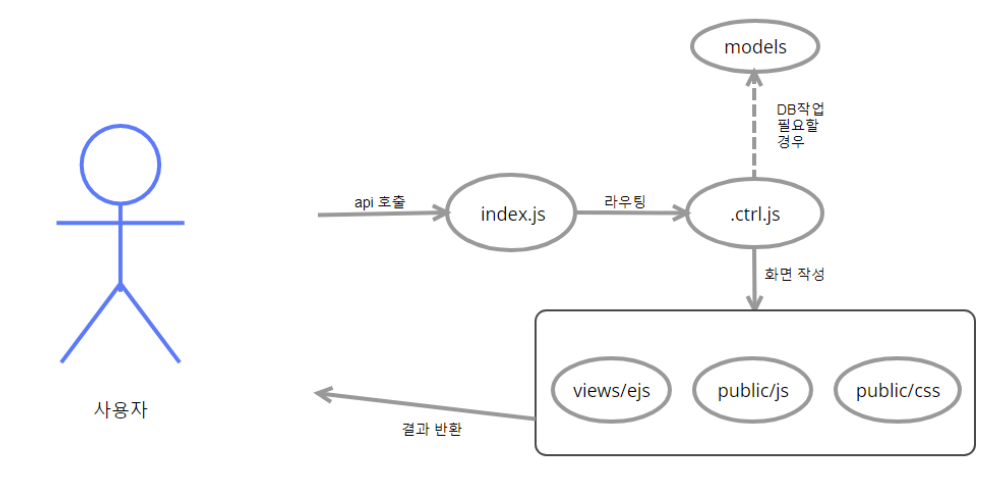 models
DB작업
필요할
경우
api 호출
index.js
라우팅
.ctrl.js
화면 작성
views/ejs
public/js
public/css
사용자
결과 반환